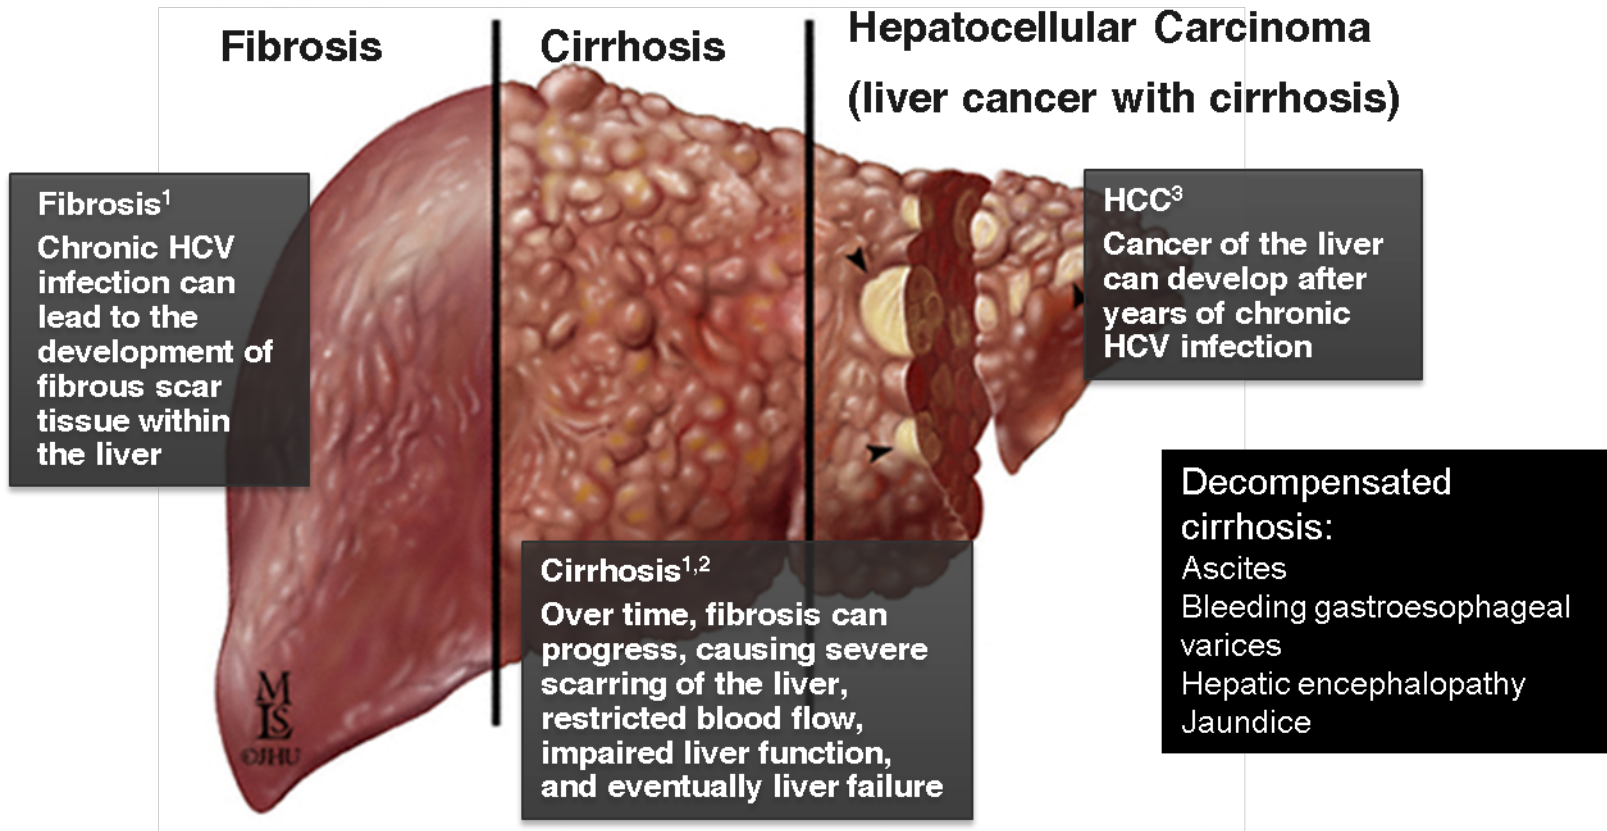 Fibrosis
Cirrhosis
Hepatocellular Carcinoma
(liver cancer with cirrhosis)
Fibrosis¹
Chronic HCV
infection can
lead to the
development of
fibrous scar
tissue within
the liver
HCC³
Cancer of the liver
can develop after
years of chronic
HCV infection
Cirrhosis¹,²
Over time, fibrosis can
progress, causing severe
scarring of the liver,
restricted blood flow,
impaired liver function,
and eventually liver failure
Decompensated
cirrhosis:
Ascites
Bleeding gastroesophageal
varices
Hepatic encephalopathy
Jaundice
M
LS
©JHU